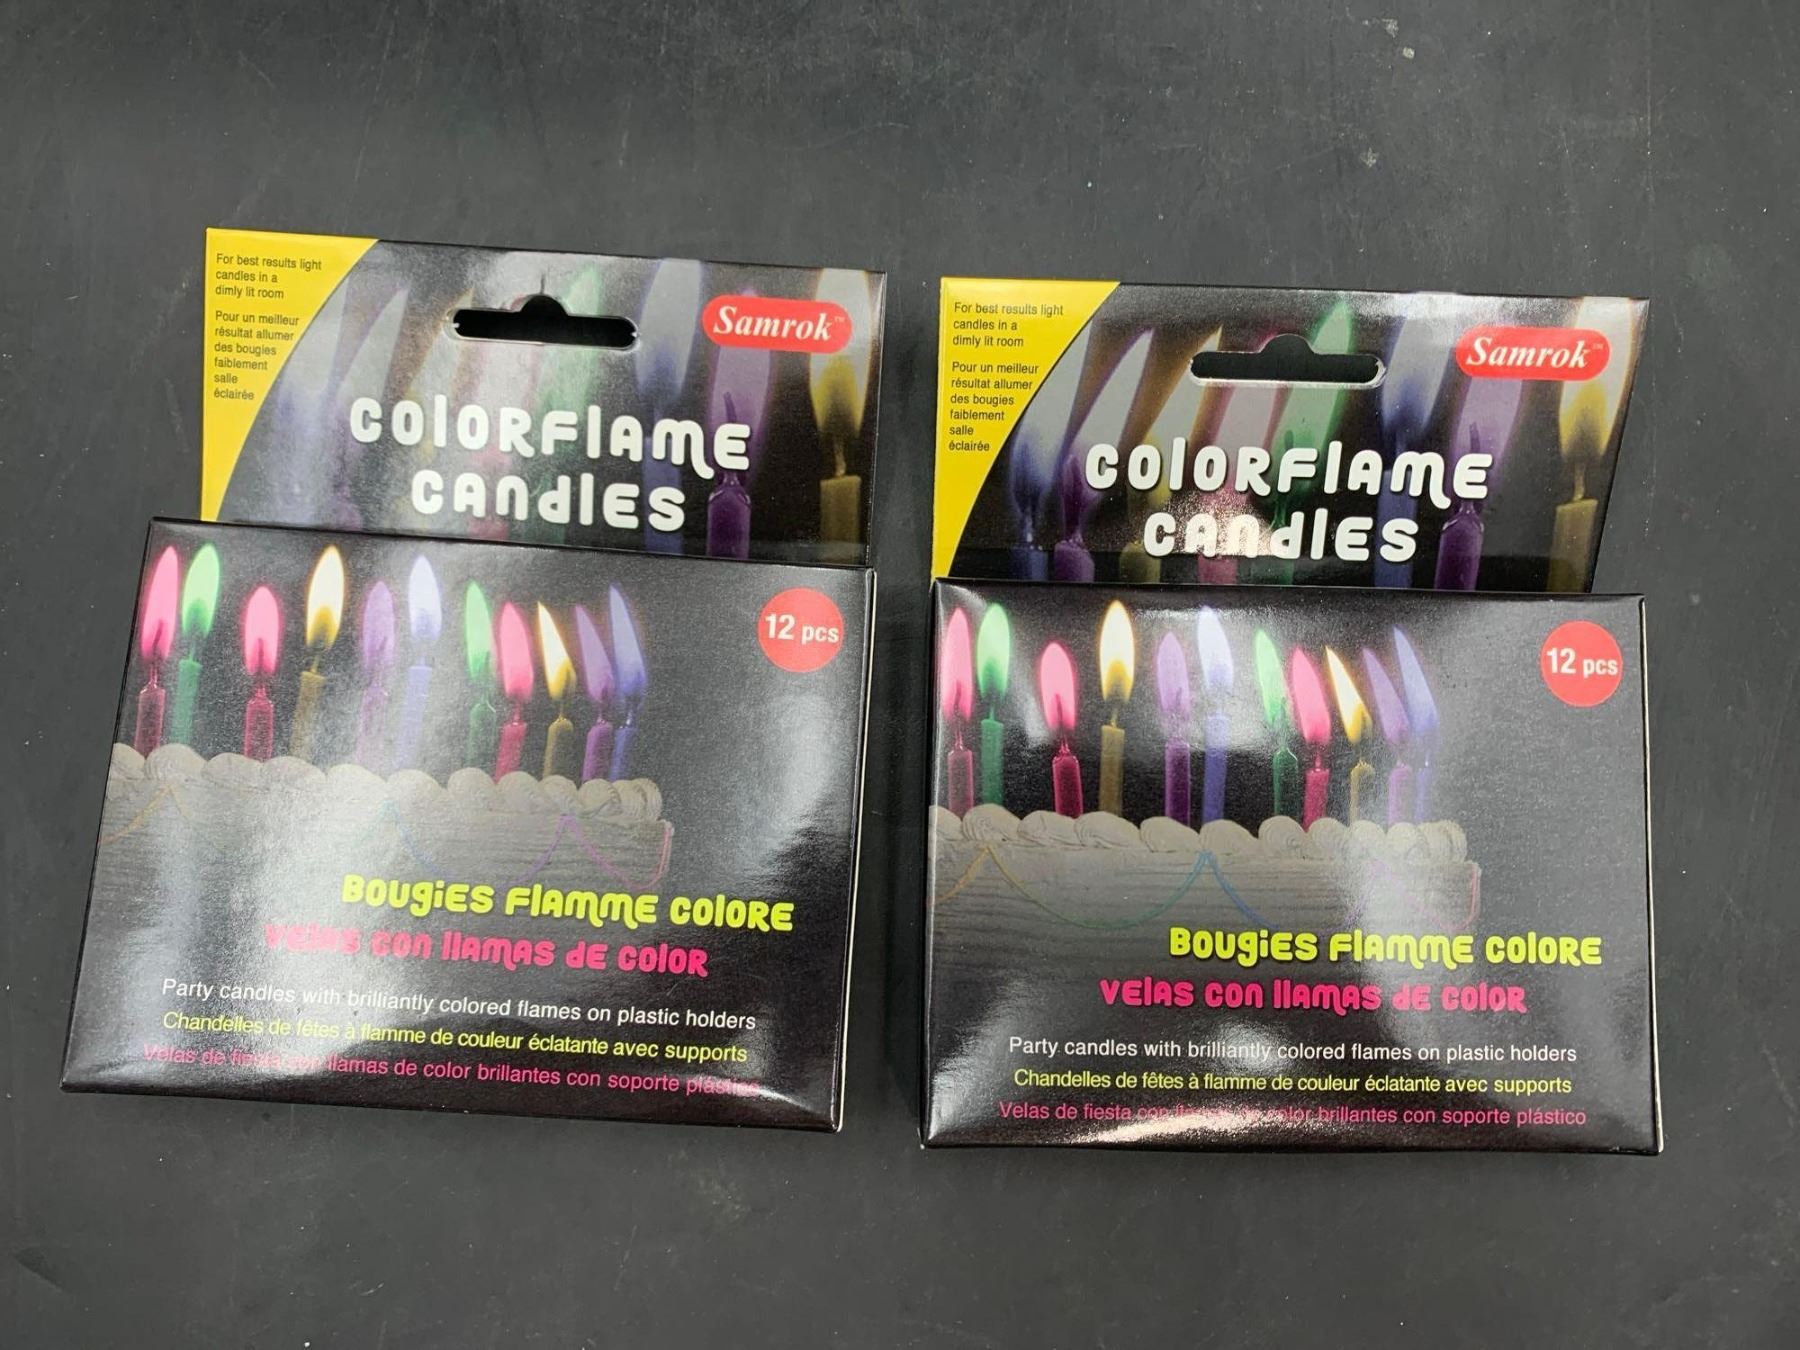 For best results light
candles in a
dimly lit room
Pour un meilleur
résultat allumer
des bougies
faiblement
salle
éclairée
Samrok™
COLORFLAME
CANDLES
12 pcs
BOUGIES FLAMME COLORE
VELAS CON LLAMAS DE COLOR
Party candles with brilliantly colored flames on plastic holders
Chandelles de fêtes à flamme de couleur éclatante avec supports
Velas de fiesta con llamas de color brillantes con soporte plástico
For best results light
candles in a
dimly lit room
Pour un meilleur
résultat allumer
des bougies
faiblement
salle
éclairée
Samrok™
COLORFLAME
CANDLES
12 pcs
BOUGIES FLAMME COLORE
VELAS CON LLAMAS DE COLOR
Party candles with brilliantly colored flames on plastic holders
Chandelles de fêtes à flamme de couleur éclatante avec supports
Velas de fiesta con llamas de color brillantes con soporte plástico